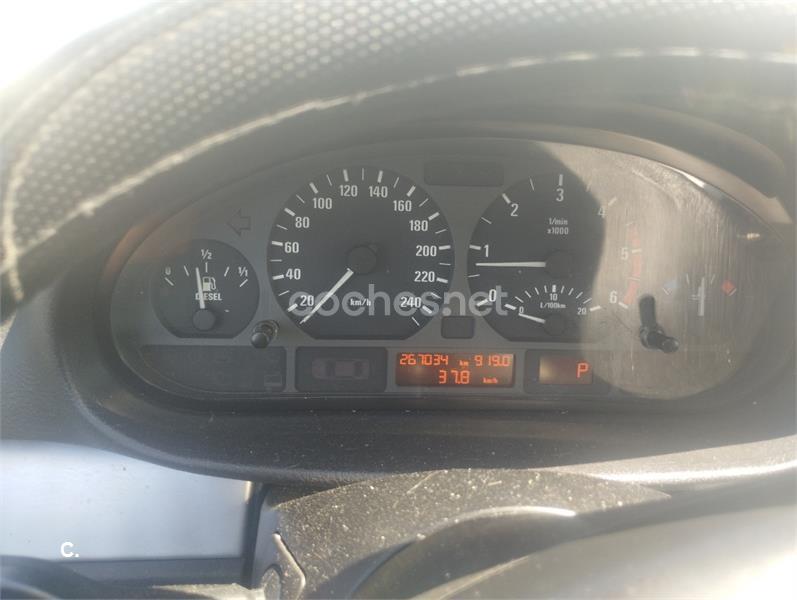 0 1/2 1/1
DIESEL
20 40 60 80 100 120 140 160 180 200 220 240
km/h
0 1 2 3 4 5 6
1/min
x1000
0 10 20
L/100km
coches.net
267034 km 919.0
37.8 km/h
P
C.